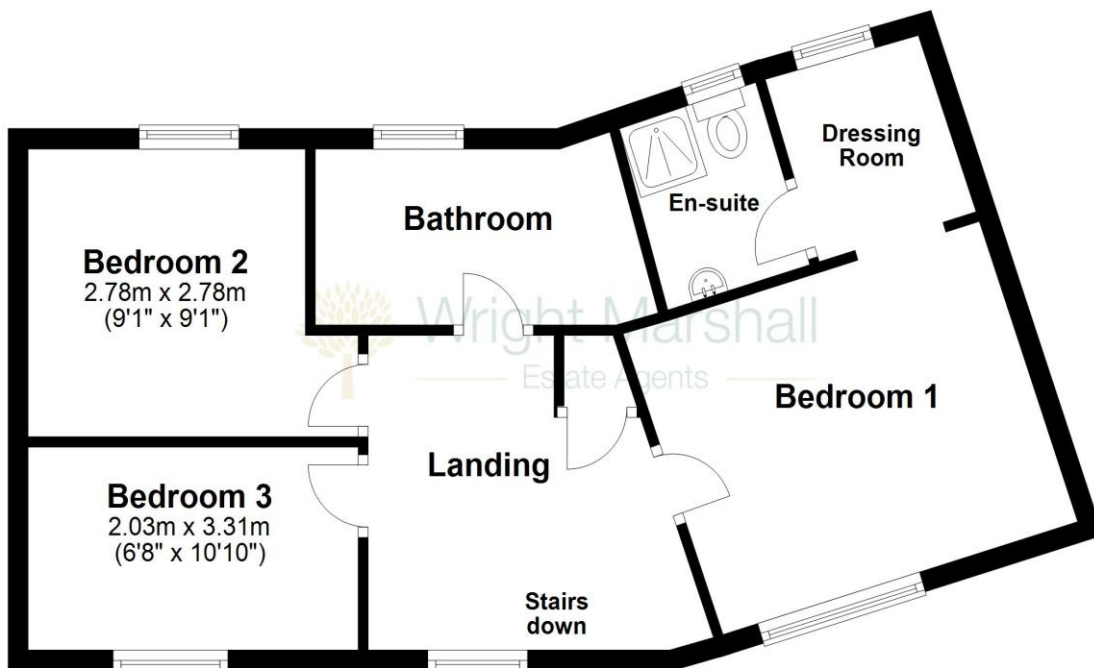 Dressing
Room
En-suite
Bathroom
Bedroom 2
2.78m x 2.78m
(9'1" x 9'1")
Wright Marshall
Estate Agents
Bedroom 1
Landing
Bedroom 3
2.03m x 3.31m
(6'8" x 10'10")
Stairs
down